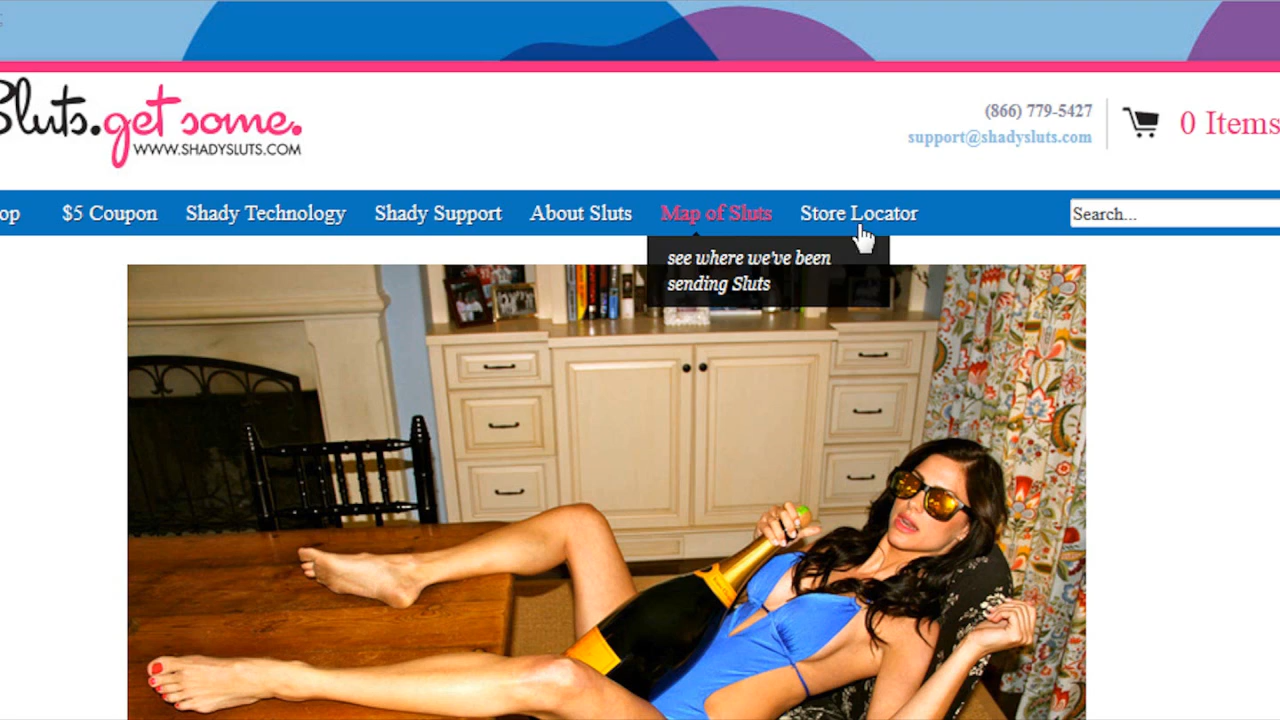 Sluts.get some.
WWW.SHADYSLUTS.COM
(866) 779-5427
support@shadysluts.com
0 Items
op
$5 Coupon
Shady Technology
Shady Support
About Sluts
Map of Sluts
Store Locator
Search...
see where we've been
sending Sluts